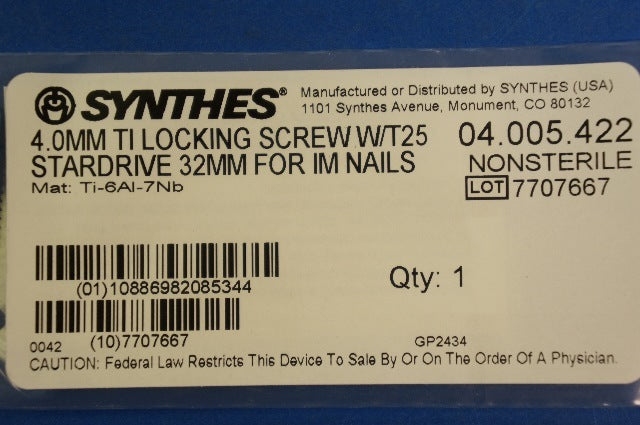 SYNTHES®
Manufactured or Distributed by SYNTHES (USA)
1101 Synthes Avenue, Monument, CO 80132
4.0MM TI LOCKING SCREW W/T25
STARDRIVE 32MM FOR IM NAILS
Mat: Ti-6Al-7Nb
04.005.422
NONSTERILE
LOT 7707667
(01)10886982085344
Qty: 1
(10)7707667
0042
GP2434
CAUTION: Federal Law Restricts This Device To Sale By Or On The Order Of A Physician.